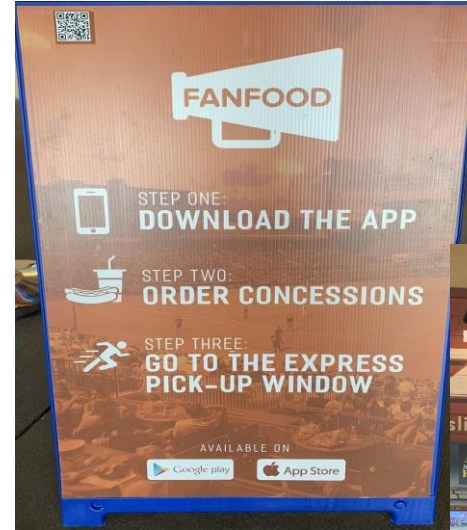 FANFOOD
STEP ONE:
DOWNLOAD THE APP
STEP TWO:
ORDER CONCESSIONS
STEP THREE:
GO TO THE EXPRESS
PICK-UP WINDOW
AVAILABLE ON
Google play
App Store